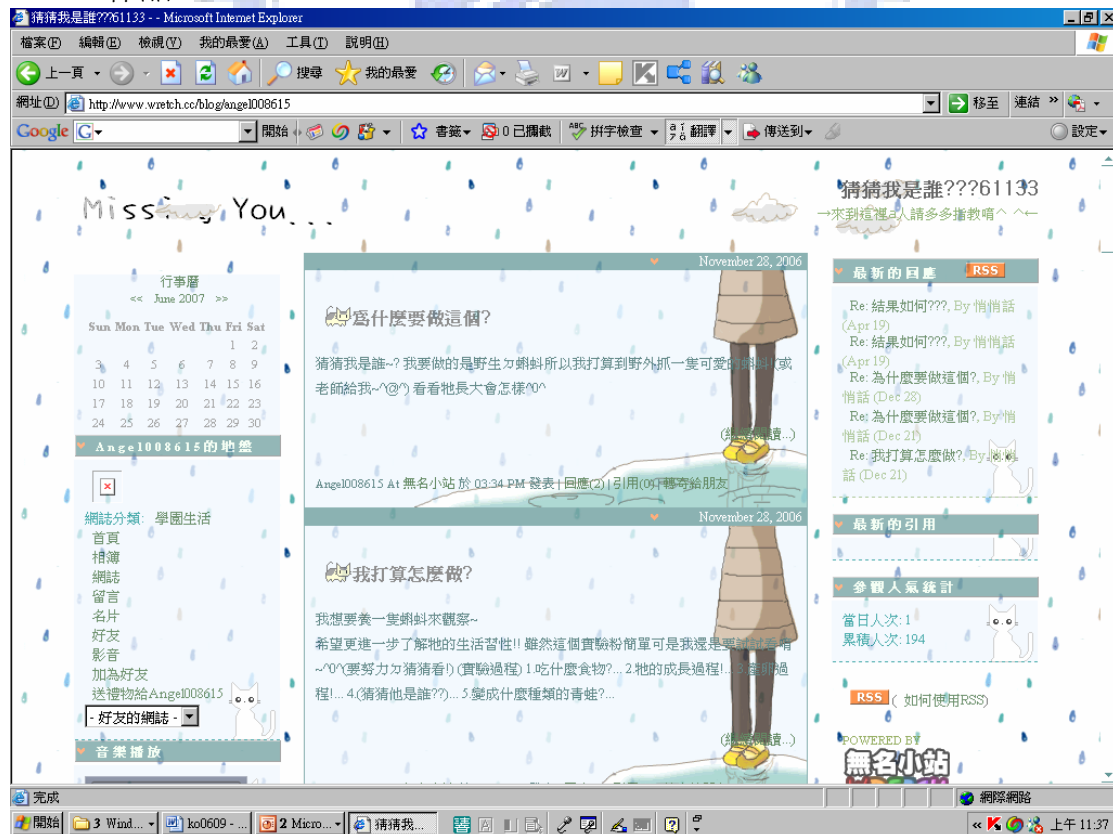 猜猜我是誰???61133 - - Microsoft Internet Explorer
檔案(F) 編輯(E) 檢視(V) 我的最愛(A) 工具(T) 說明(H)
上一頁 搜尋 我的最愛
網址(D) http://www.wretch.cc/blog/angel008615 移至 連結 »
Google G 開始 書籤 0 已攔截 拼字檢查 翻譯 傳送到 設定
Missing You...
猜猜我是誰???61133
→來到這裡ㄉ人請多多指教唷^ ^←
行事曆
<< June 2007 >>
Sun Mon Tue Wed Thu Fri Sat
1 2
3 4 5 6 7 8 9
10 11 12 13 14 15 16
17 18 19 20 21 22 23
24 25 26 27 28 29 30
Angel008615的地盤
網誌分類: 學園生活
首頁
相簿
網誌
留言
名片
好友
影音
加為好友
送禮物給Angel008615
- 好友的網誌 -
音樂播放
November 28, 2006
為什麼要做這個?
猜猜我是誰~? 我要做的是野生ㄉ蝌蚪所以我打算到野外抓一隻可愛的蝌蚪 (或
老師給我~^@^) 看看牠長大會怎樣^0^
(繼續閱讀...)
Angel008615 At 無名小站 於 03:34 PM 發表 | 回應(2) | 引用(0) | 轉寄給朋友
November 28, 2006
我打算怎麼做?
我想要養一隻蝌蚪來觀察~
希望更進一步了解牠的生活習性!! 雖然這個實驗粉簡單可是我還是要試試看唷
~^0^(要努力ㄉ猜猜看!) (實驗過程) 1.吃什麼食物?... 2.牠的成長過程!... 3.產卵過
程!... 4.(猜猜他是誰??)... 5.變成什麼種類的青蛙?...
(繼續閱讀...)
最新的回應 RSS
Re: 結果如何???, By 悄悄話
(Apr 19)
Re: 結果如何???, By 悄悄話
(Apr 19)
Re: 為什麼要做這個?, By 悄
悄話 (Dec 28)
Re: 為什麼要做這個?, By 悄
悄話 (Dec 21)
Re: 我打算怎麼做?, By 悄悄
話 (Dec 21)
最新的引用
參觀人氣統計
當日人次: 1
累積人次: 194
RSS ( 如何使用RSS)
POWERED BY
無名小站
完成 網際網路
開始 3 Wind... ko0609 - ... 2 Micro... 猜猜我... 上午 11:37